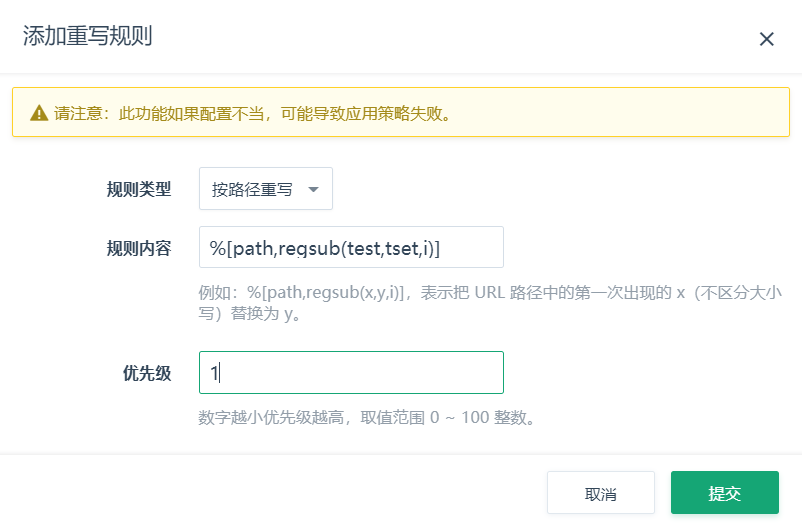 添加重写规则
请注意：此功能如果配置不当，可能导致应用策略失败。
规则类型 按路径重写
规则内容 %[path,regsub(test,tset,i)]
例如：%[path,regsub(x,y,i)]，表示把 URL 路径中的第一次出现的 x（不区分大小
写）替换为 y。
优先级 1
数字越小优先级越高，取值范围 0 ~ 100 整数。
取消 提交